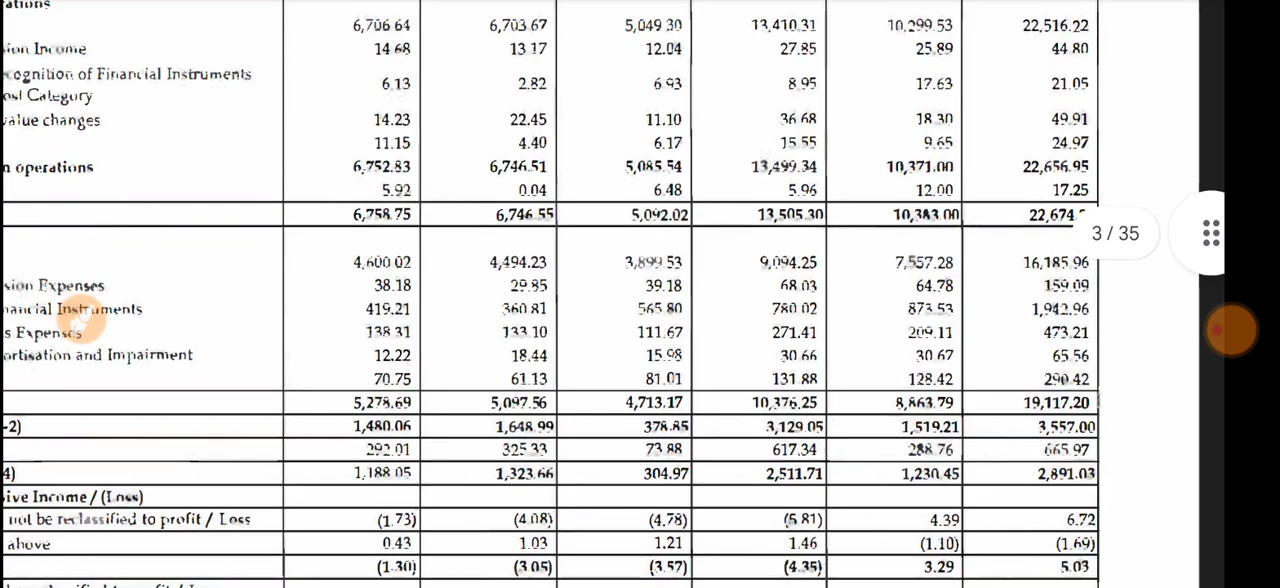 ations
6,706.64 6,703.67 5,049.30 13,410.31 10,299.53 22,516.22
sion Income 14.68 13.17 12.04 27.85 25.89 44.80
cognition of Financial Instruments
ost Category 6.13 2.82 6.93 8.95 17.63 21.05
value changes 14.23 22.45 11.10 36.68 18.30 49.91
11.15 4.40 6.17 15.55 9.65 24.97
n operations 6,752.83 6,746.51 5,085.54 13,499.34 10,371.00 22,656.95
5.92 0.04 6.48 5.96 12.00 17.25
6,758.75 6,746.55 5,092.02 13,505.30 10,383.00 22,674.
3 / 35
4,600.02 4,494.23 3,899.53 9,094.25 7,557.28 16,185.96
sion Expenses 38.18 29.85 39.18 68.03 64.78 159.09
nancial Instruments 419.21 360.81 565.80 780.02 873.53 1,942.96
s Expenses 138.31 133.10 111.67 271.41 209.11 473.21
ortisation and Impairment 12.22 18.44 15.98 30.66 30.67 65.56
70.75 61.13 81.01 131.88 128.42 290.42
5,278.69 5,097.56 4,713.17 10,376.25 8,863.79 19,117.20
-2) 1,480.06 1,648.99 378.85 3,129.05 1,519.21 3,557.00
292.01 325.33 73.88 617.34 288.76 665.97
4) 1,188.05 1,323.66 304.97 2,511.71 1,230.45 2,891.03
sive Income / (Loss)
not be reclassified to profit / Loss (1.73) (4.08) (4.78) (5.81) 4.39 6.72
above 0.43 1.03 1.21 1.46 (1.10) (1.69)
(1.30) (3.05) (3.57) (4.35) 3.29 5.03